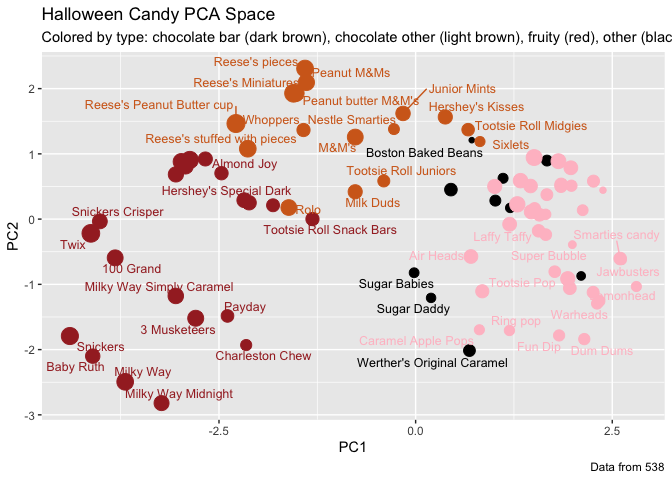 Halloween Candy PCA Space
Colored by type: chocolate bar (dark brown), chocolate other (light brown), fruity (red), other (blac
Reese's pieces
Peanut M&M's
Reese's Miniatures
Junior Mints
Reese's Peanut Butter cup
Peanut butter M&M's
Hershey's Kisses
Whoppers
Nestle Smarties
Tootsie Roll Midgies
Reese's stuffed with pieces
M&M's
Sixlets
Boston Baked Beans
Almond Joy
Tootsie Roll Juniors
Hershey's Special Dark
Milk Duds
Rolo
Snickers Crisper
Tootsie Roll Snack Bars
Laffy Taffy
Smarties candy
Twix
Air Heads
Super Bubble
100 Grand
Jawbusters
Milky Way Simply Caramel
Sugar Babies
Tootsie Pop
monhead
Payday
Sugar Daddy
Warheads
3 Musketeers
Ring pop
Snickers
Charleston Chew
Caramel Apple Pops
Fun Dip
Dum Dums
Baby Ruth
Milky Way
Werther's Original Caramel
Milky Way Midnight
2
1
0
-1
-2
-3
PC2
-2.5
0.0
2.5
PC1
Data from 538